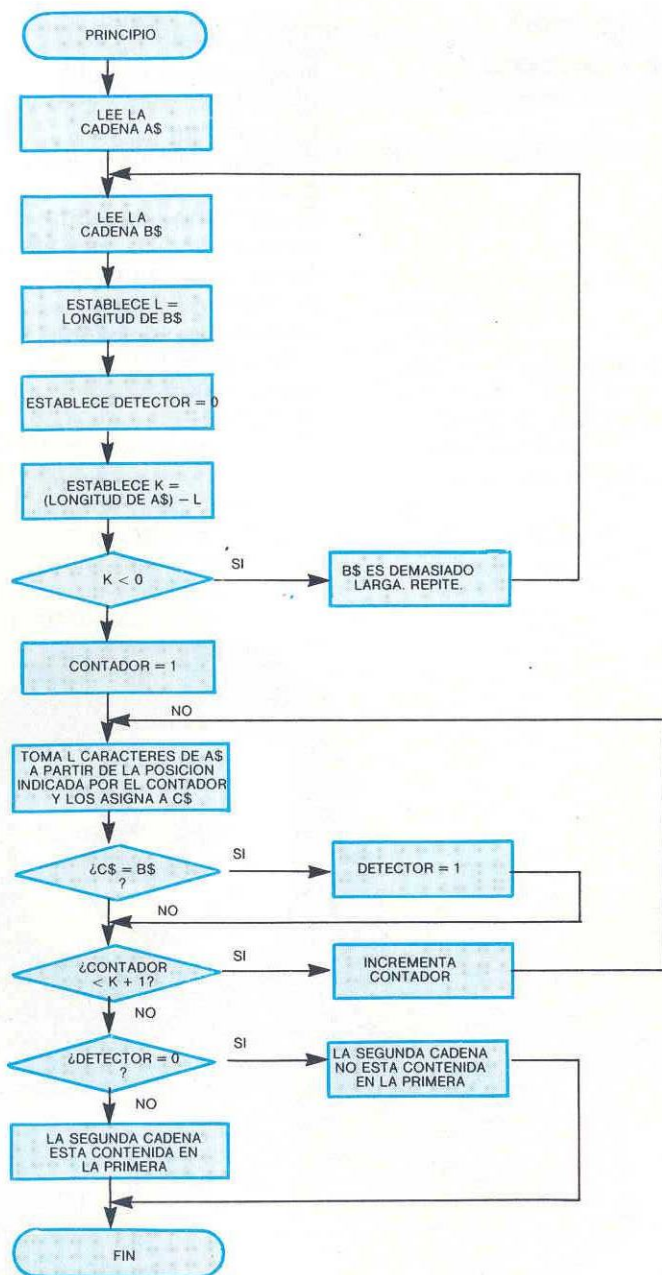 PRINCIPIO
LEE LA
CADENA A$
LEE LA
CADENA B$
ESTABLECE L =
LONGITUD DE B$
ESTABLECE DETECTOR = 0
ESTABLECE K =
(LONGITUD DE A$) – L
K < 0
SI
B$ ES DEMASIADO
LARGA. REPITE.
CONTADOR = 1
NO
TOMA L CARACTERES DE A$
A PARTIR DE LA POSICION
INDICADA POR EL CONTADOR
Y LOS ASIGNA A C$
¿C$ = B$
?
SI
DETECTOR = 1
NO
¿CONTADOR
< K + 1?
SI
INCREMENTA
CONTADOR
NO
¿DETECTOR = 0
?
SI
LA SEGUNDA CADENA
NO ESTA CONTENIDA
EN LA PRIMERA
NO
LA SEGUNDA CADENA
ESTA CONTENIDA EN
LA PRIMERA
FIN